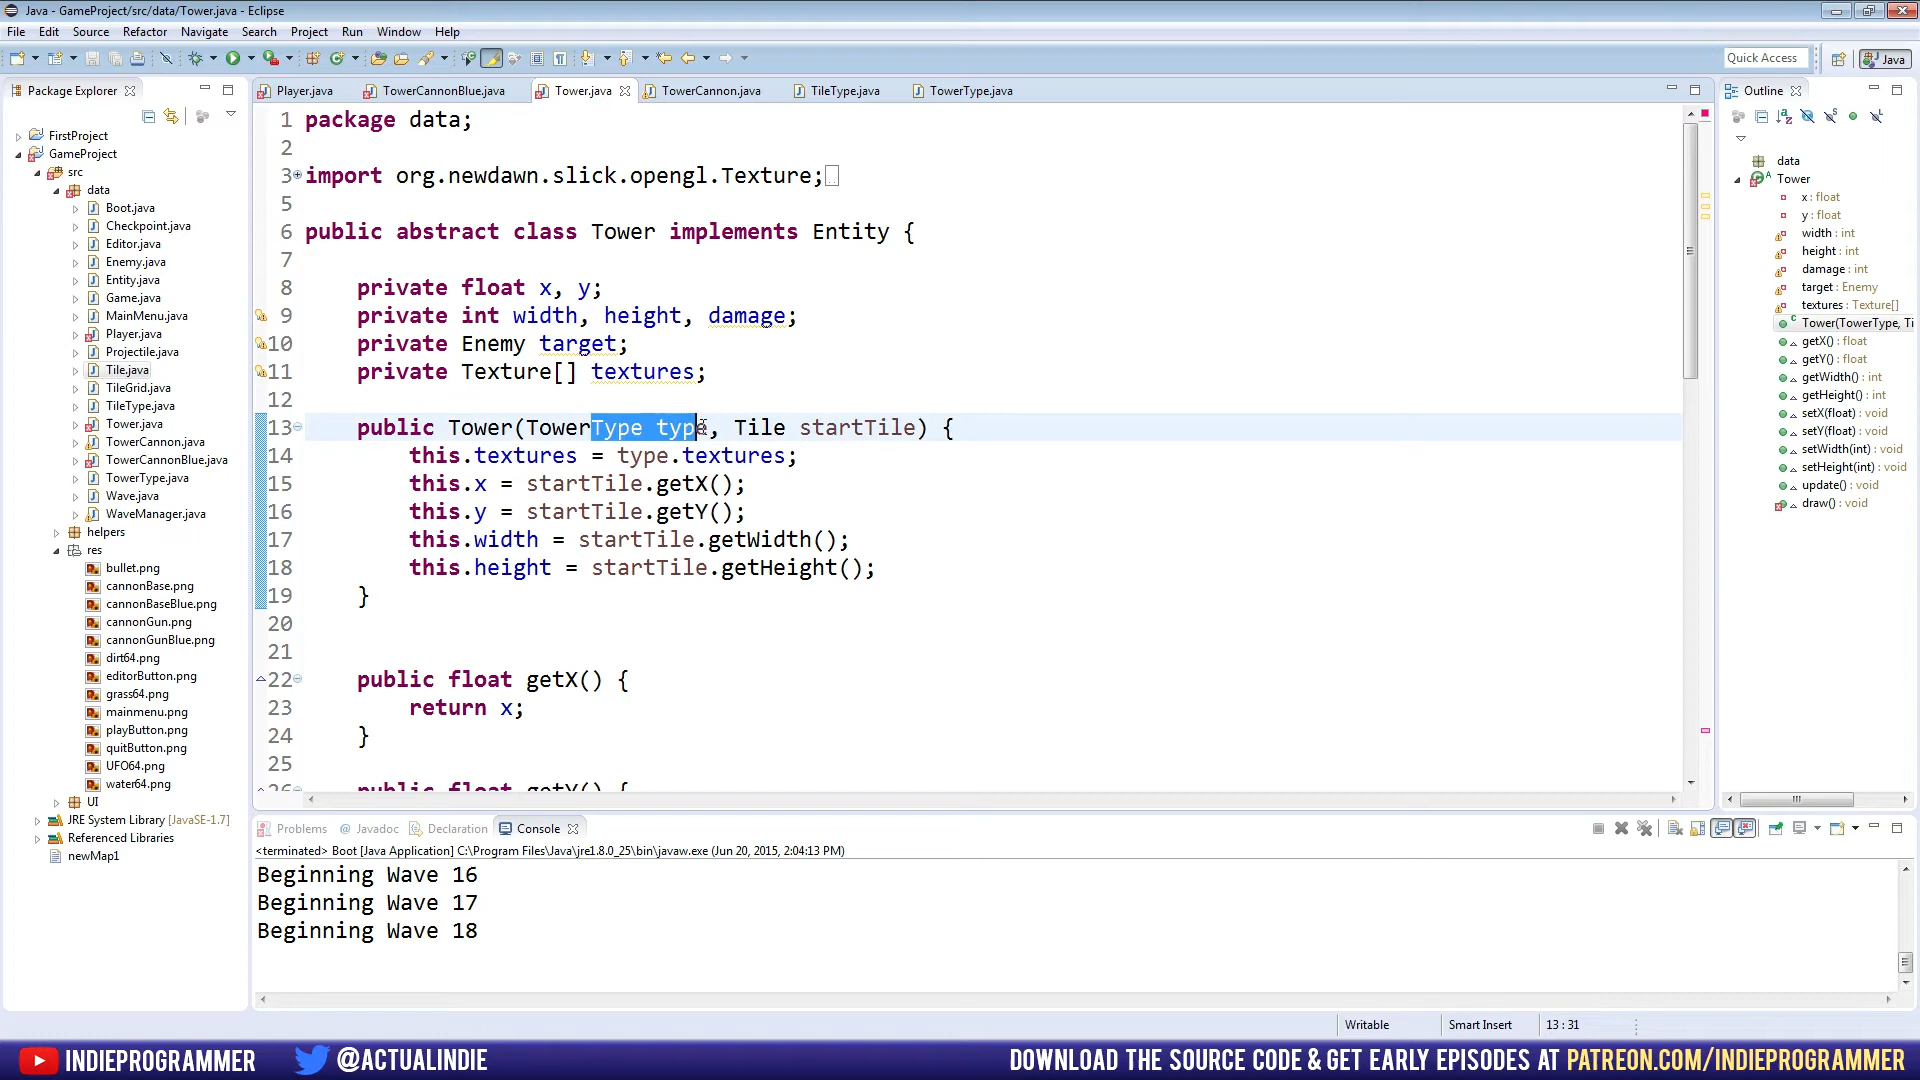 Java - GameProject/src/data/Tower.java - Eclipse
File Edit Source Refactor Navigate Search Project Run Window Help
Quick Access
Java
Package Explorer
FirstProject
GameProject
src
data
Boot.java
Checkpoint.java
Editor.java
Enemy.java
Entity.java
Game.java
MainMenu.java
Player.java
Projectile.java
Tile.java
TileGrid.java
TileType.java
Tower.java
TowerCannon.java
TowerCannonBlue.java
TowerType.java
Wave.java
WaveManager.java
helpers
res
bullet.png
cannonBase.png
cannonBaseBlue.png
cannonGun.png
cannonGunBlue.png
dirt64.png
editorButton.png
grass64.png
mainmenu.png
playButton.png
quitButton.png
UFO64.png
water64.png
UI
JRE System Library [JavaSE-1.7]
Referenced Libraries
newMap1
Player.java TowerCannonBlue.java Tower.java TowerCannon.java TileType.java TowerType.java
1 package data;
2
3 import org.newdawn.slick.opengl.Texture;
5
6 public abstract class Tower implements Entity {
7
8 private float x, y;
9 private int width, height, damage;
10 private Enemy target;
11 private Texture[] textures;
12
13 public Tower(TowerType type, Tile startTile) {
14 this.textures = type.textures;
15 this.x = startTile.getX();
16 this.y = startTile.getY();
17 this.width = startTile.getWidth();
18 this.height = startTile.getHeight();
19 }
20
21
22 public float getX() {
23 return x;
24 }
25
26 public float getY() {
Outline
data
Tower
x : float
y : float
width : int
height : int
damage : int
target : Enemy
textures : Texture[]
Tower(TowerType, Ti
getX() : float
getY() : float
getWidth() : int
getHeight() : int
setX(float) : void
setY(float) : void
setWidth(int) : void
setHeight(int) : void
update() : void
draw() : void
Problems Javadoc Declaration Console
<terminated> Boot [Java Application] C:\Program Files\Java\jre1.8.0_25\bin\javaw.exe (Jun 20, 2015, 2:04:13 PM)
Beginning Wave 16
Beginning Wave 17
Beginning Wave 18
Writable Smart Insert 13 : 31
INDIEPROGRAMMER @ACTUALINDIE DOWNLOAD THE SOURCE CODE & GET EARLY EPISODES AT PATREON.COM/INDIEPROGRAMMER